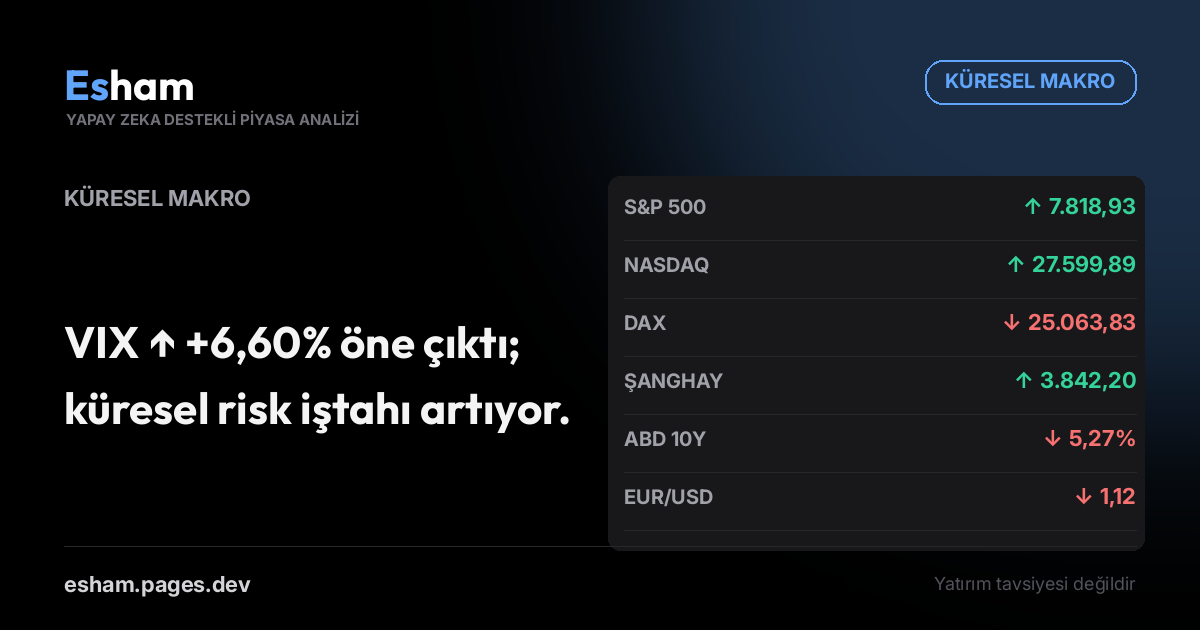 Esham
YAPAY ZEKA DESTEKLİ PİYASA ANALİZİ
KÜRESEL MAKRO
KÜRESEL MAKRO
VIX ↑ +6,60% öne çıktı;
küresel risk iştahı artıyor.
S&P 500 ↑ 7.818,93
NASDAQ ↑ 27.599,89
DAX ↓ 25.063,83
ŞANGHAY ↑ 3.842,20
ABD 10Y ↓ 5,27%
EUR/USD ↓ 1,12
esham.pages.dev
Yatırım tavsiyesi değildir